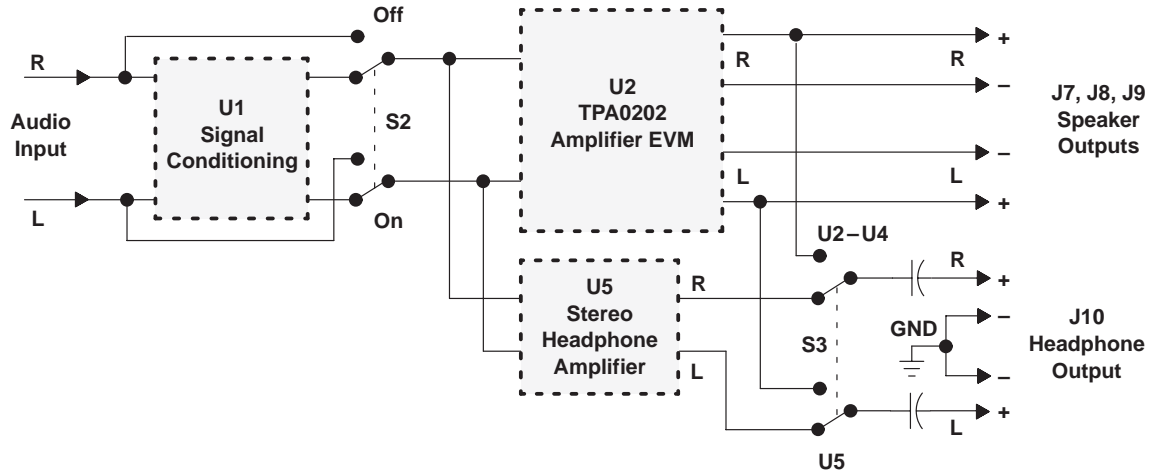 Off
R
R
R
+
U2
TPA0202
Amplifier EVM
U1
Signal
Conditioning
–
J7, J8, J9
Speaker
Outputs
Audio
Input
S2
–
L
L
L
On
+
U2–U4
U5
Stereo
Headphone
Amplifier
R
R
+
GND
–
S3
J10
Headphone
Output
L
–
+
L
U5